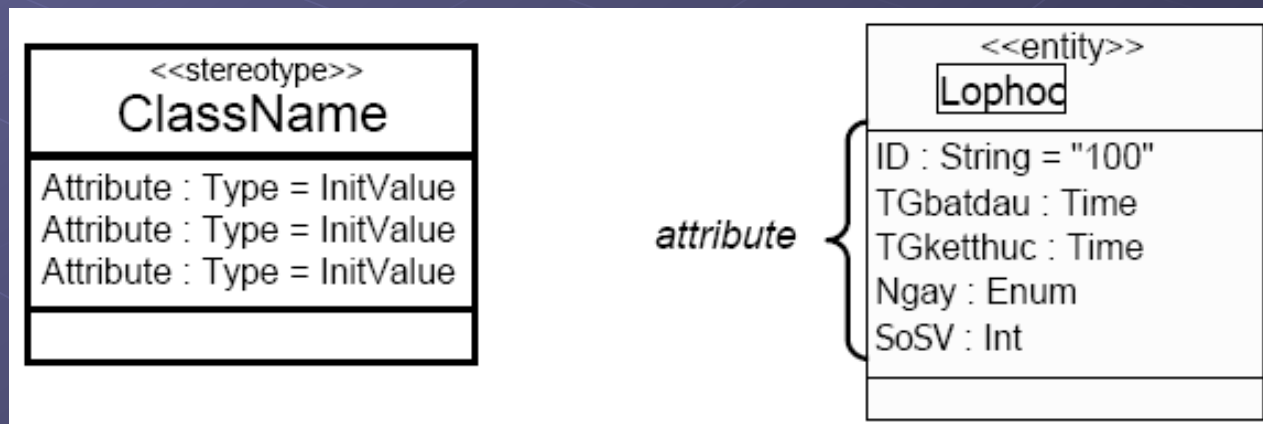 <<stereotype>>
ClassName
Attribute : Type = InitValue
Attribute : Type = InitValue
Attribute : Type = InitValue
attribute
<<entity>>
Lophoc
ID : String = "100"
TGbatdau : Time
TGketthuc : Time
Ngay : Enum
SoSV : Int